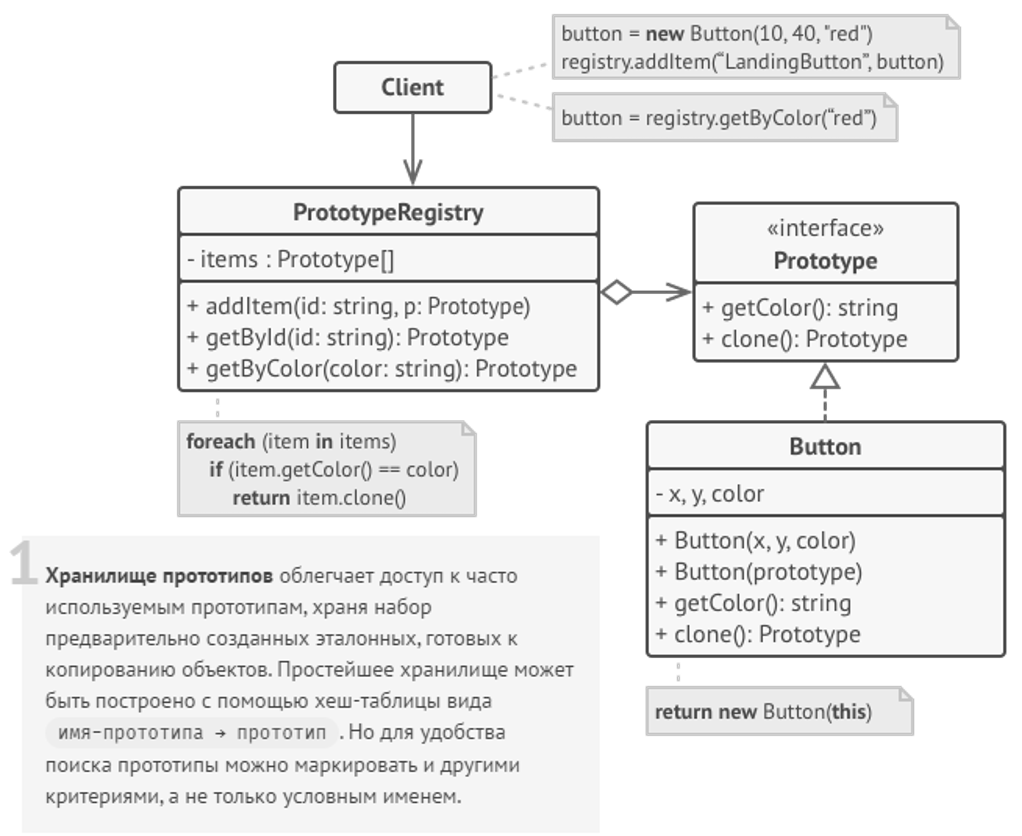 button = new Button(10, 40, "red")
registry.addItem(“LandingButton”, button)
Client
button = registry.getByColor(“red”)
PrototypeRegistry
- items : Prototype[]
+ addItem(id: string, p: Prototype)
+ getById(id: string): Prototype
+ getByColor(color: string): Prototype
«interface»
Prototype
+ getColor(): string
+ clone(): Prototype
foreach (item in items)
if (item.getColor() == color)
return item.clone()
Button
- x, y, color
+ Button(x, y, color)
+ Button(prototype)
+ getColor(): string
+ clone(): Prototype
return new Button(this)
1
Хранилище прототипов облегчает доступ к часто
используемым прототипам, храня набор
предварительно созданных эталонных, готовых к
копированию объектов. Простейшее хранилище может
быть построено с помощью хеш-таблицы вида
имя-прототипа → прототип . Но для удобства
поиска прототипы можно маркировать и другими
критериями, а не только условным именем.